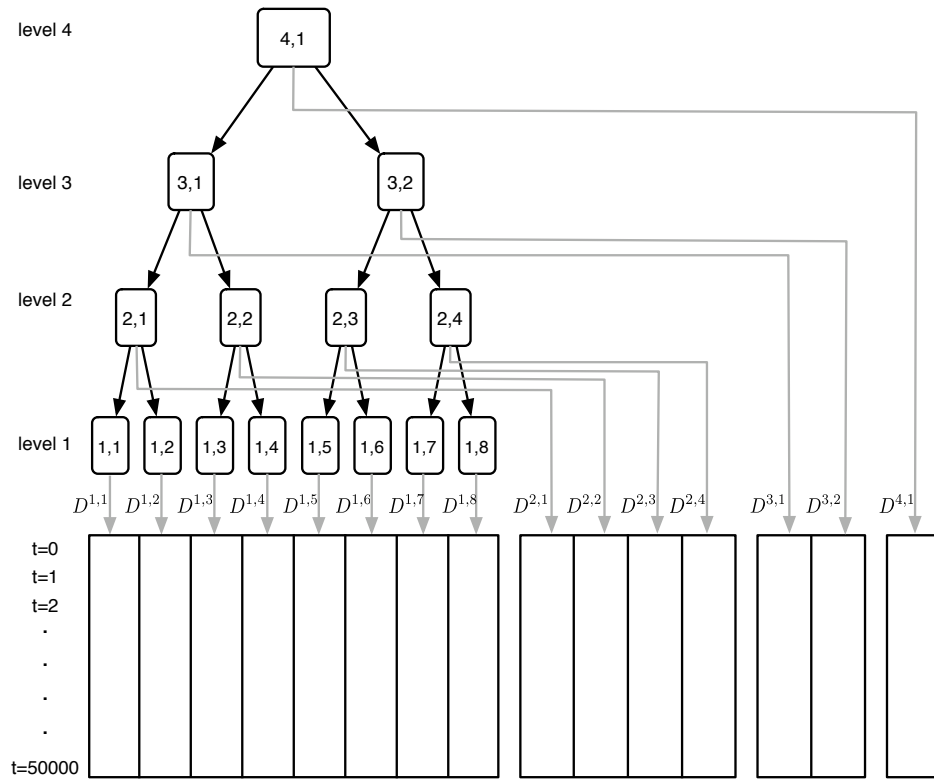 level 4
4,1
level 3
3,1
3,2
level 2
2,1
2,2
2,3
2,4
level 1
1,1
1,2
1,3
1,4
1,5
1,6
1,7
1,8
D^{1,1}
D^{1,2}
D^{1,3}
D^{1,4}
D^{1,5}
D^{1,6}
D^{1,7}
D^{1,8}
D^{2,1}
D^{2,2}
D^{2,3}
D^{2,4}
D^{3,1}
D^{3,2}
D^{4,1}
t=0
t=1
t=2
.
.
.
.
t=50000